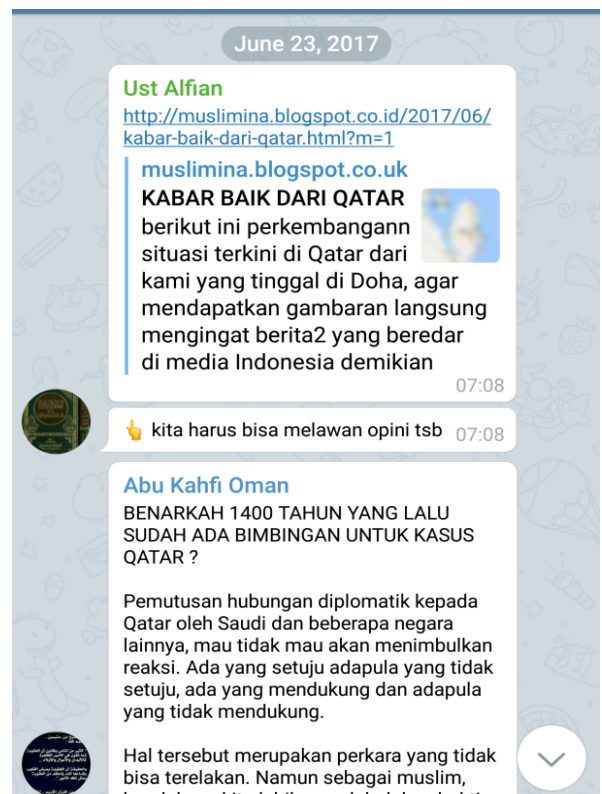 June 23, 2017
Ust Alfian
http://muslimina.blogspot.co.id/2017/06/
kabar-baik-dari-qatar.html?m=1
muslimina.blogspot.co.uk
KABAR BAIK DARI QATAR
berikut ini perkembangann
situasi terkini di Qatar dari
kami yang tinggal di Doha, agar
mendapatkan gambaran langsung
mengingat berita2 yang beredar
di media Indonesia demikian
07:08
👆 kita harus bisa melawan opini tsb 07:08
Abu Kahfi Oman
BENARKAH 1400 TAHUN YANG LALU
SUDAH ADA BIMBINGAN UNTUK KASUS
QATAR ?
Pemutusan hubungan diplomatik kepada
Qatar oleh Saudi dan beberapa negara
lainnya, mau tidak mau akan menimbulkan
reaksi. Ada yang setuju adapula yang tidak
setuju, ada yang mendukung dan adapula
yang tidak mendukung.
Hal tersebut merupakan perkara yang tidak
bisa terelakan. Namun sebagai muslim,